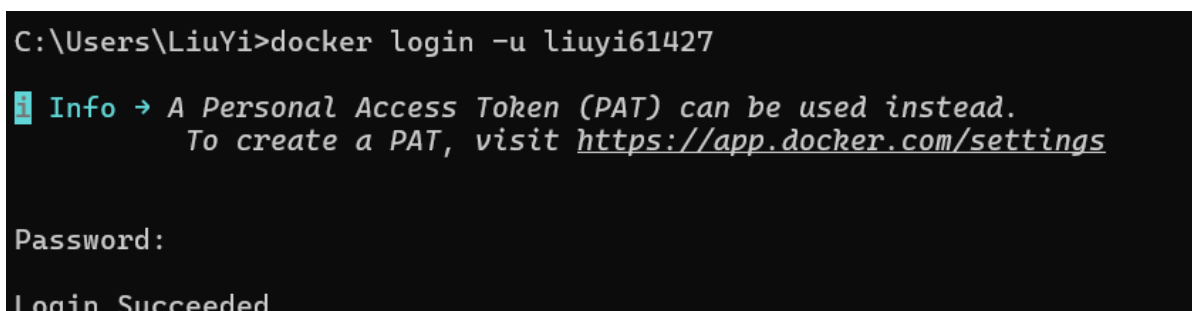 C:\Users\LiuYi>docker login -u liuyi61427
i Info → A Personal Access Token (PAT) can be used instead.
To create a PAT, visit https://app.docker.com/settings
Password:
Login Succeeded